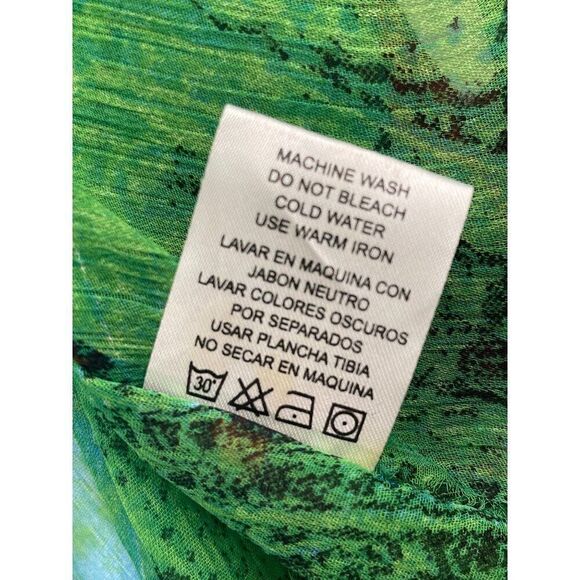 MACHINE WASH
DO NOT BLEACH
COLD WATER
USE WARM IRON
LAVAR EN MAQUINA CON
JABON NEUTRO
LAVAR COLORES OSCUROS
POR SEPARADOS
USAR PLANCHA TIBIA
NO SECAR EN MAQUINA
30°